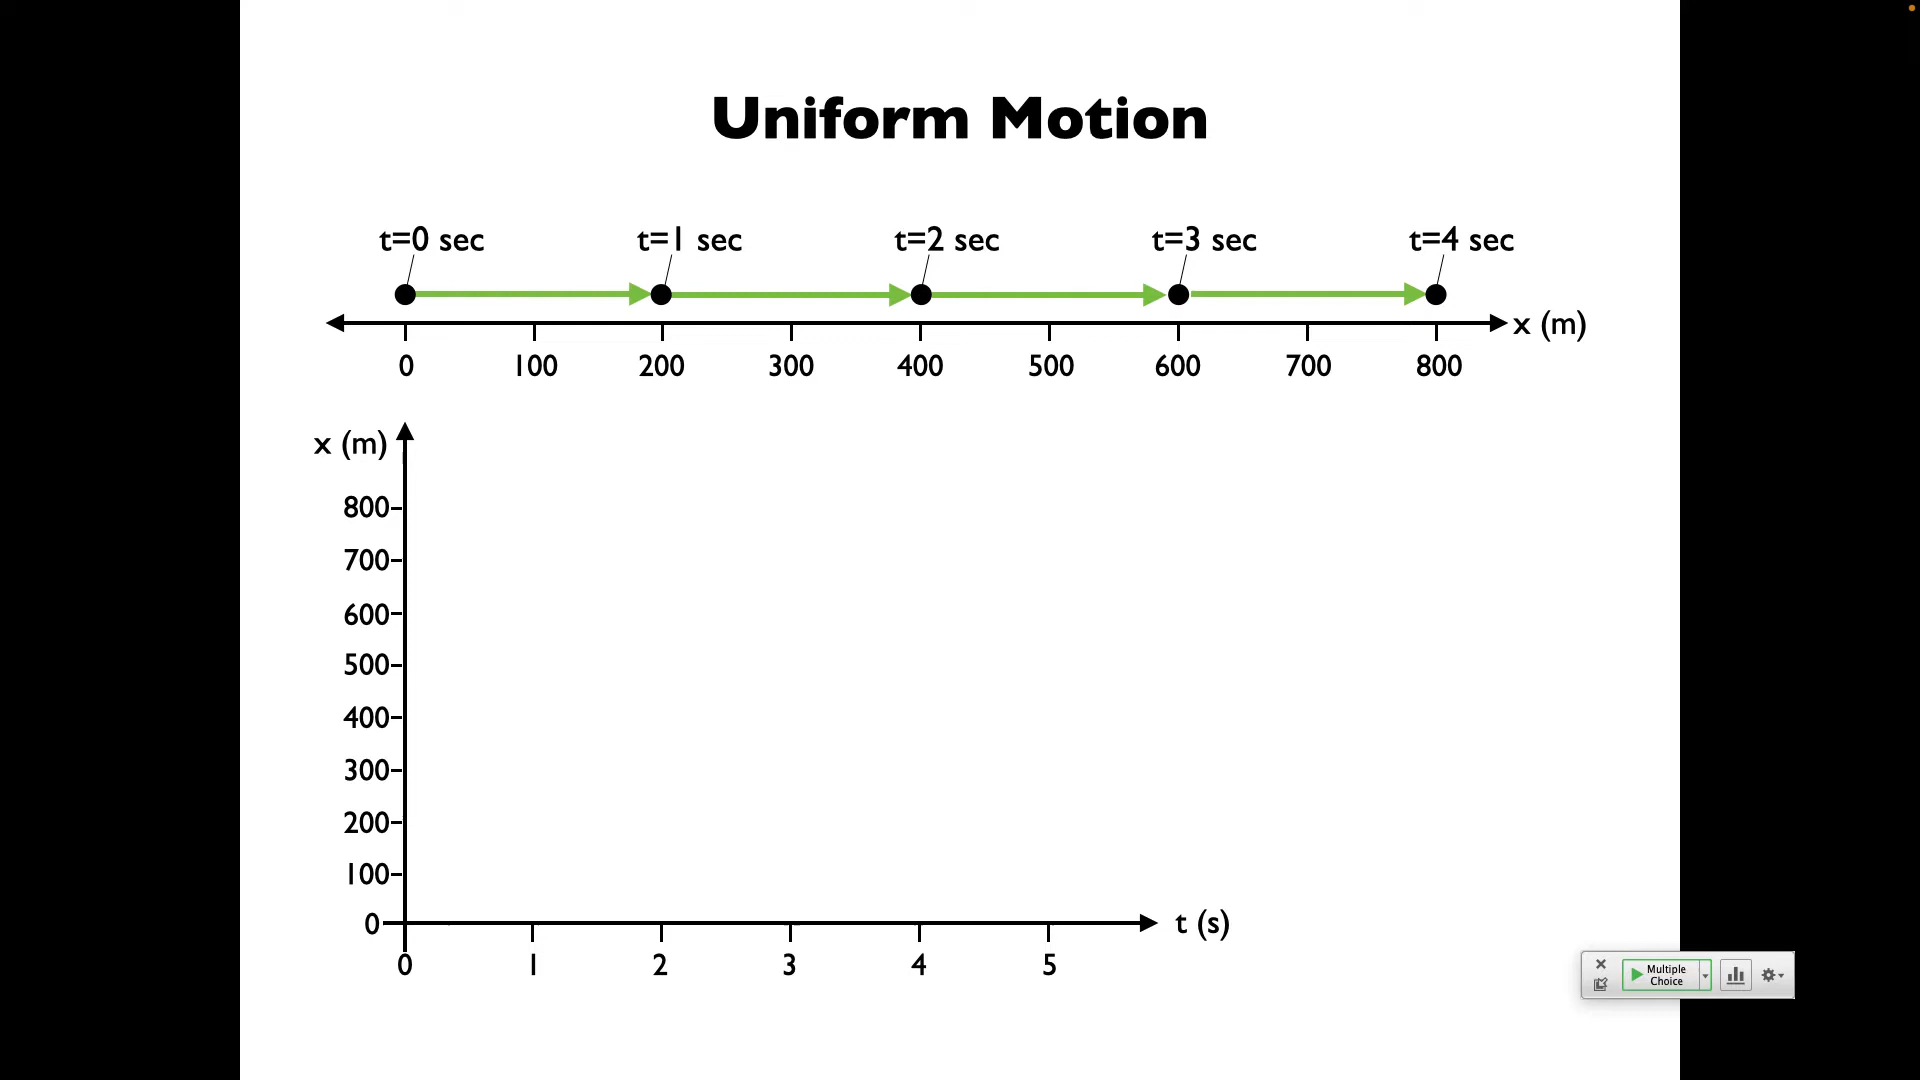 Uniform Motion
t=0 sec t=1 sec t=2 sec t=3 sec t=4 sec
x (m)
0 100 200 300 400 500 600 700 800
x (m)
800
700
600
500
400
300
200
100
0
t (s)
0 1 2 3 4 5
Multiple
Choice